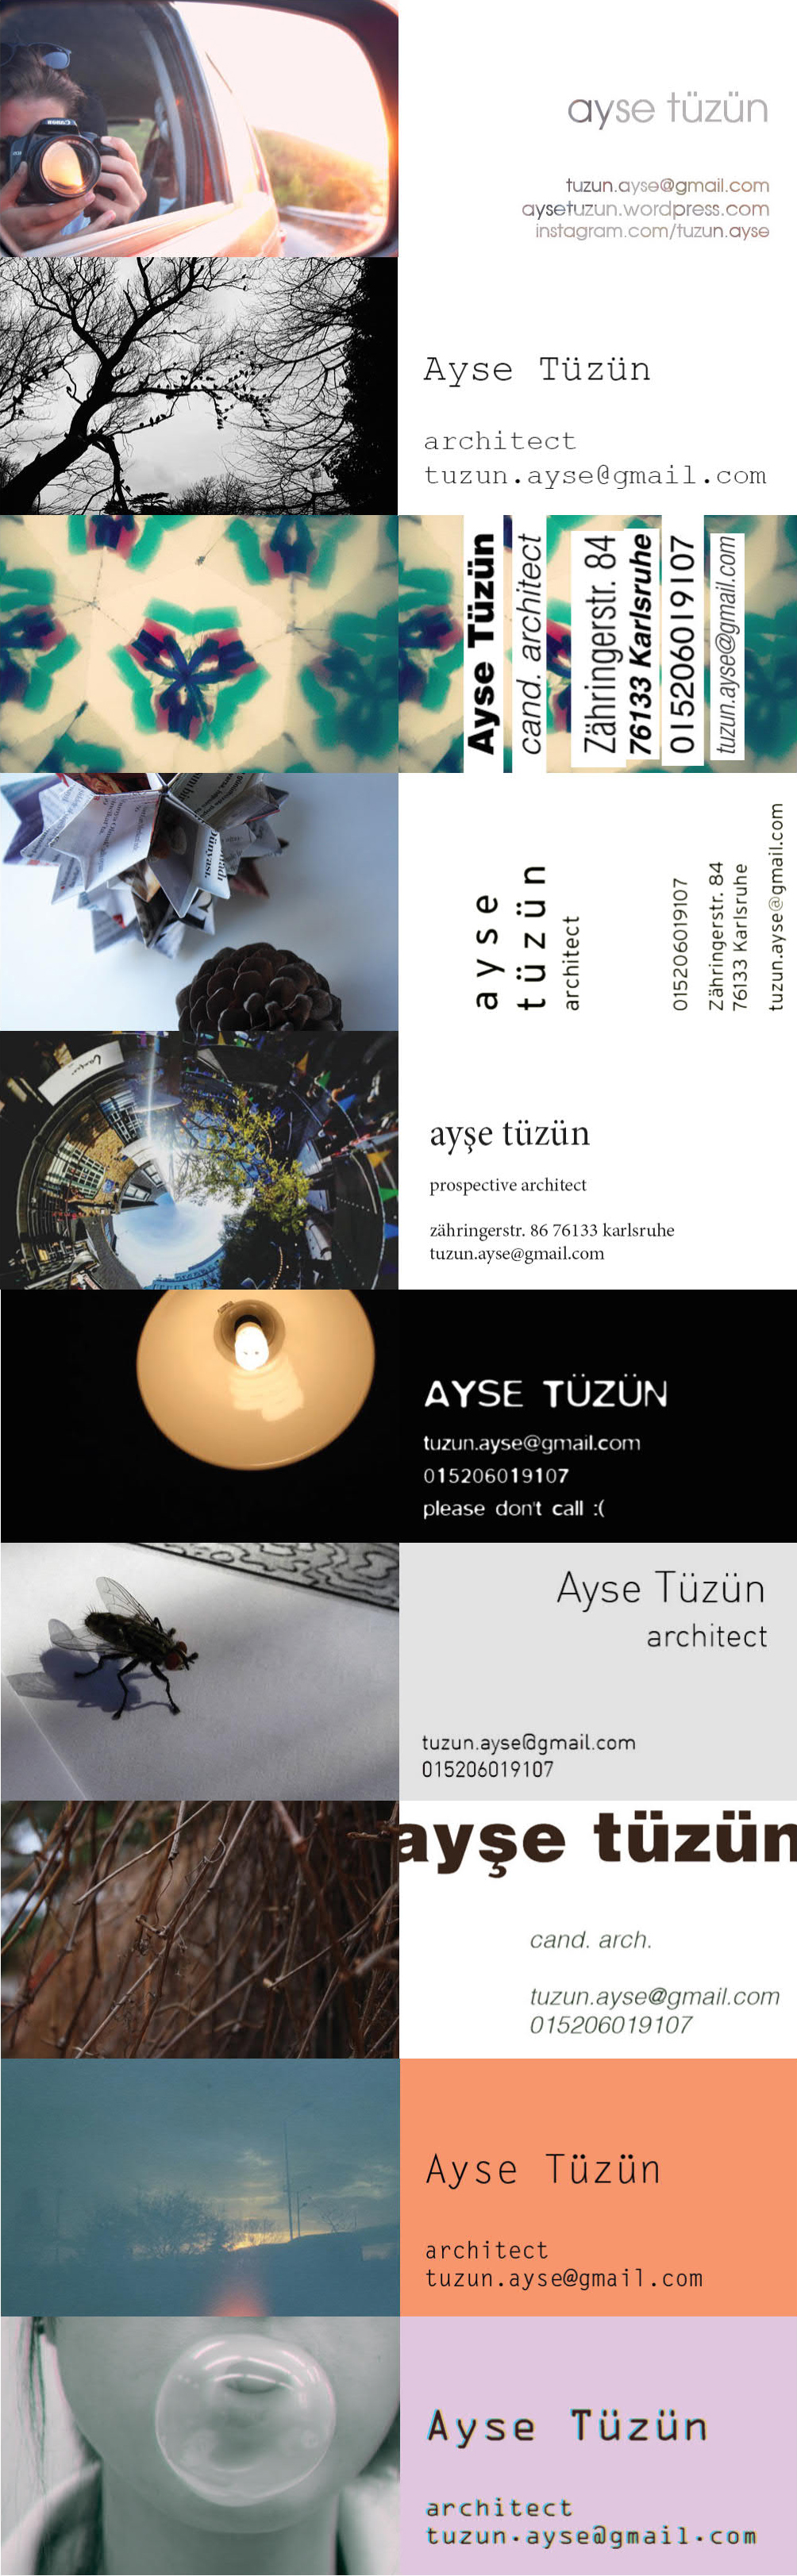 Canon
ayse tüzün
tuzun.ayse@gmail.com
aysetuzun.wordpress.com
instagram.com/tuzun.ayse
Ayse Tüzün
architect
tuzun.ayse@gmail.com
Ayse Tüzün
cand. architect
Zähringerstr. 84
76133 Karlsruhe
015206019107
tuzun.ayse@gmail.com
Dünyası.
ayse
tüzün
architect
015206019107
Zähringerstr. 84
76133 Karlsruhe
tuzun.ayse@gmail.com
ayşe tüzün
prospective architect
zähringerstr. 86 76133 karlsruhe
tuzun.ayse@gmail.com
AYSE TÜZÜN
tuzun.ayse@gmail.com
015206019107
please don't call :(
Ayse Tüzün
architect
tuzun.ayse@gmail.com
015206019107
ayşe tüzün
cand. arch.
tuzun.ayse@gmail.com
015206019107
Ayse Tüzün
architect
tuzun.ayse@gmail.com
Ayse Tüzün
architect
tuzun.ayse@gmail.com